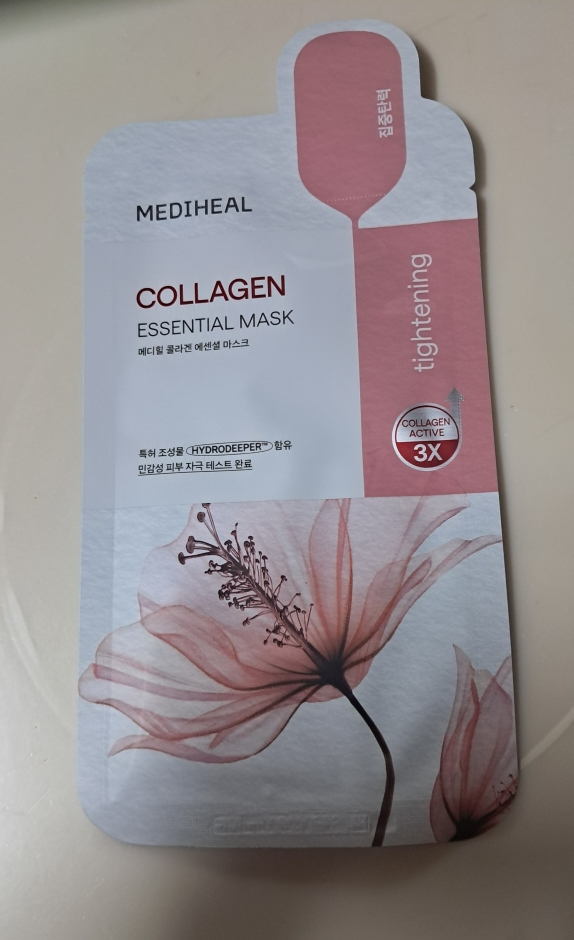 집중탄력
MEDIHEAL
tightening
COLLAGEN
ESSENTIAL MASK
메디힐 콜라겐 에센셜 마스크
COLLAGEN
ACTIVE
3X
특허 조성물 HYDRODEEPER™ 함유
민감성 피부 자극 테스트 완료